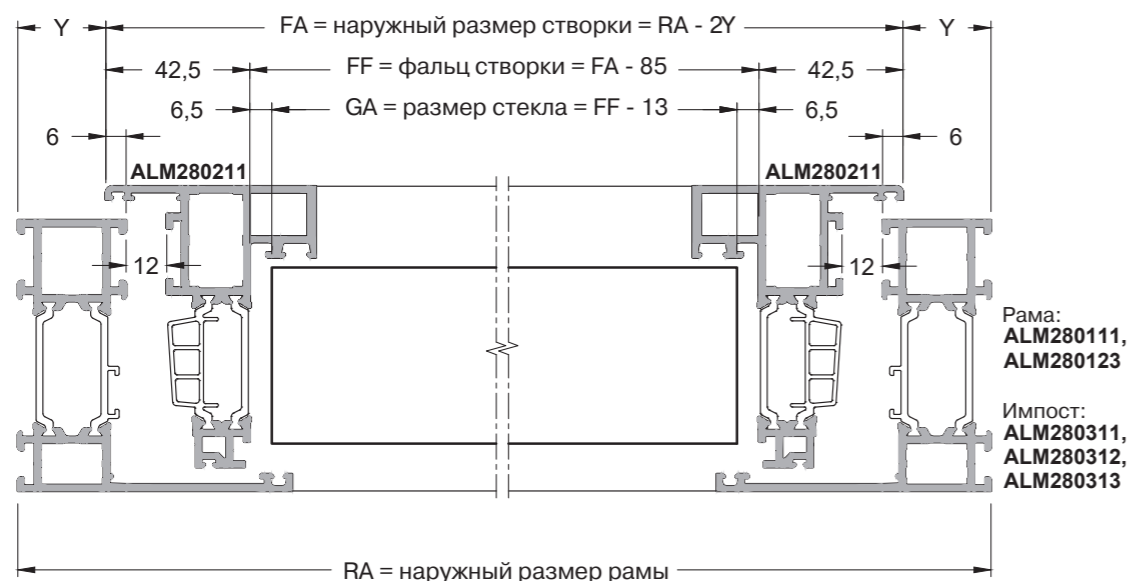 Y FA = наружный размер створки = RA - 2Y Y
42,5 FF = фальц створки = FA - 85 42,5
6,5 GA = размер стекла = FF - 13 6,5
6 6
ALM280211 ALM280211
12 12
Рама:
ALM280111,
ALM280123
Импост:
ALM280311,
ALM280312,
ALM280313
RA = наружный размер рамы